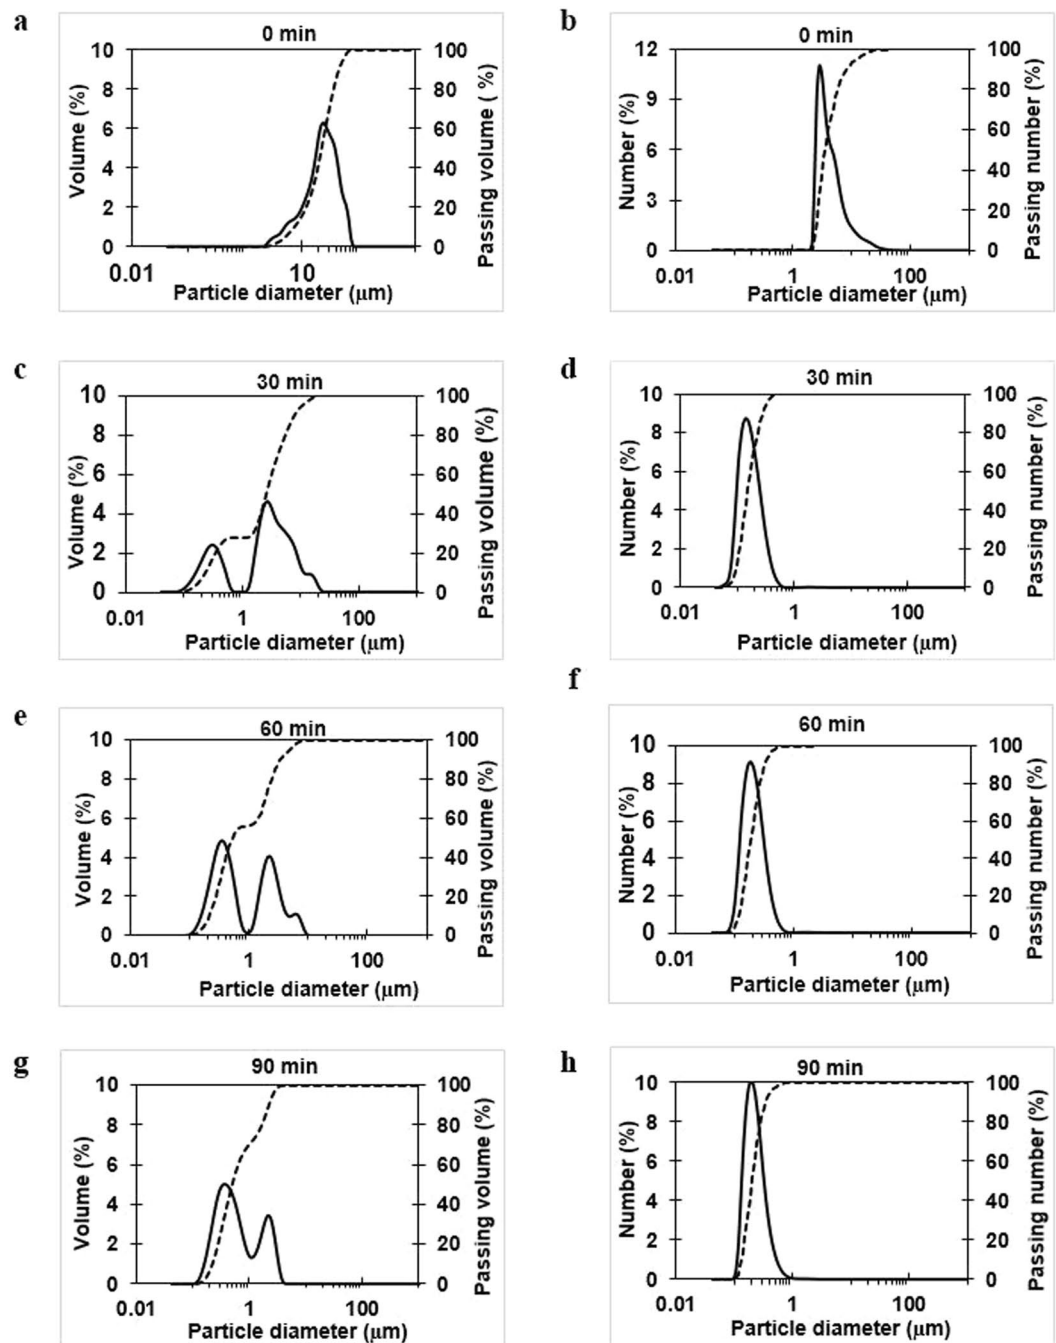 a
0 min
10
8
6
4
2
0
Volume (%)
100
80
60
40
20
0
Passing volume ( %)
0.01
10
Particle diameter (μm)
b
0 min
12
9
6
3
0
Number (%)
100
80
60
40
20
0
Passing number (%)
0.01
1
100
Particle diameter (μm)
c
30 min
10
8
6
4
2
0
Volume (%)
100
80
60
40
20
0
Passing volume (%)
0.01
1
100
Particle diameter (μm)
d
30 min
10
8
6
4
2
0
Number (%)
100
80
60
40
20
0
Passing number (%)
0.01
1
100
Particle diameter (μm)
e
60 min
10
8
6
4
2
0
Volume (%)
100
80
60
40
20
0
Passing volume (%)
0.01
1
100
Particle diameter (μm)
f
60 min
10
8
6
4
2
0
Number (%)
100
80
60
40
20
0
Passing number (%)
0.01
1
100
Particle diameter (μm)
g
90 min
10
8
6
4
2
0
Volume (%)
100
80
60
40
20
0
Passing volume (%)
0.01
1
100
Particle diameter (μm)
h
90 min
10
8
6
4
2
0
Number (%)
100
80
60
40
20
0
Passing number (%)
0.01
1
100
Particle diameter (μm)